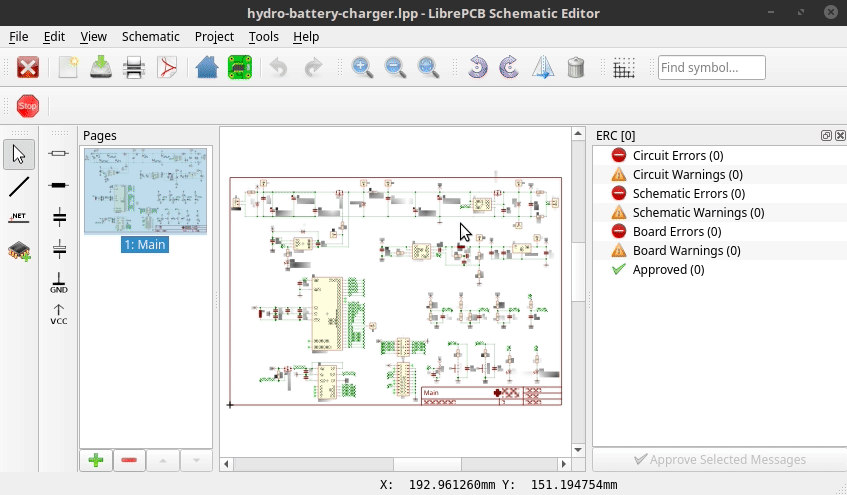 hydro-battery-charger.lpp - LibrePCB Schematic Editor
File Edit View Schematic Project Tools Help
Find symbol...
Stop
Pages
ERC [0]
Circuit Errors (0)
Circuit Warnings (0)
Schematic Errors (0)
.NET
Schematic Warnings (0)
Board Errors (0)
1: Main
Board Warnings (0)
Approved (0)
GND
VCC
Main
Approve Selected Messages
X: 192.961260mm Y: 151.194754mm